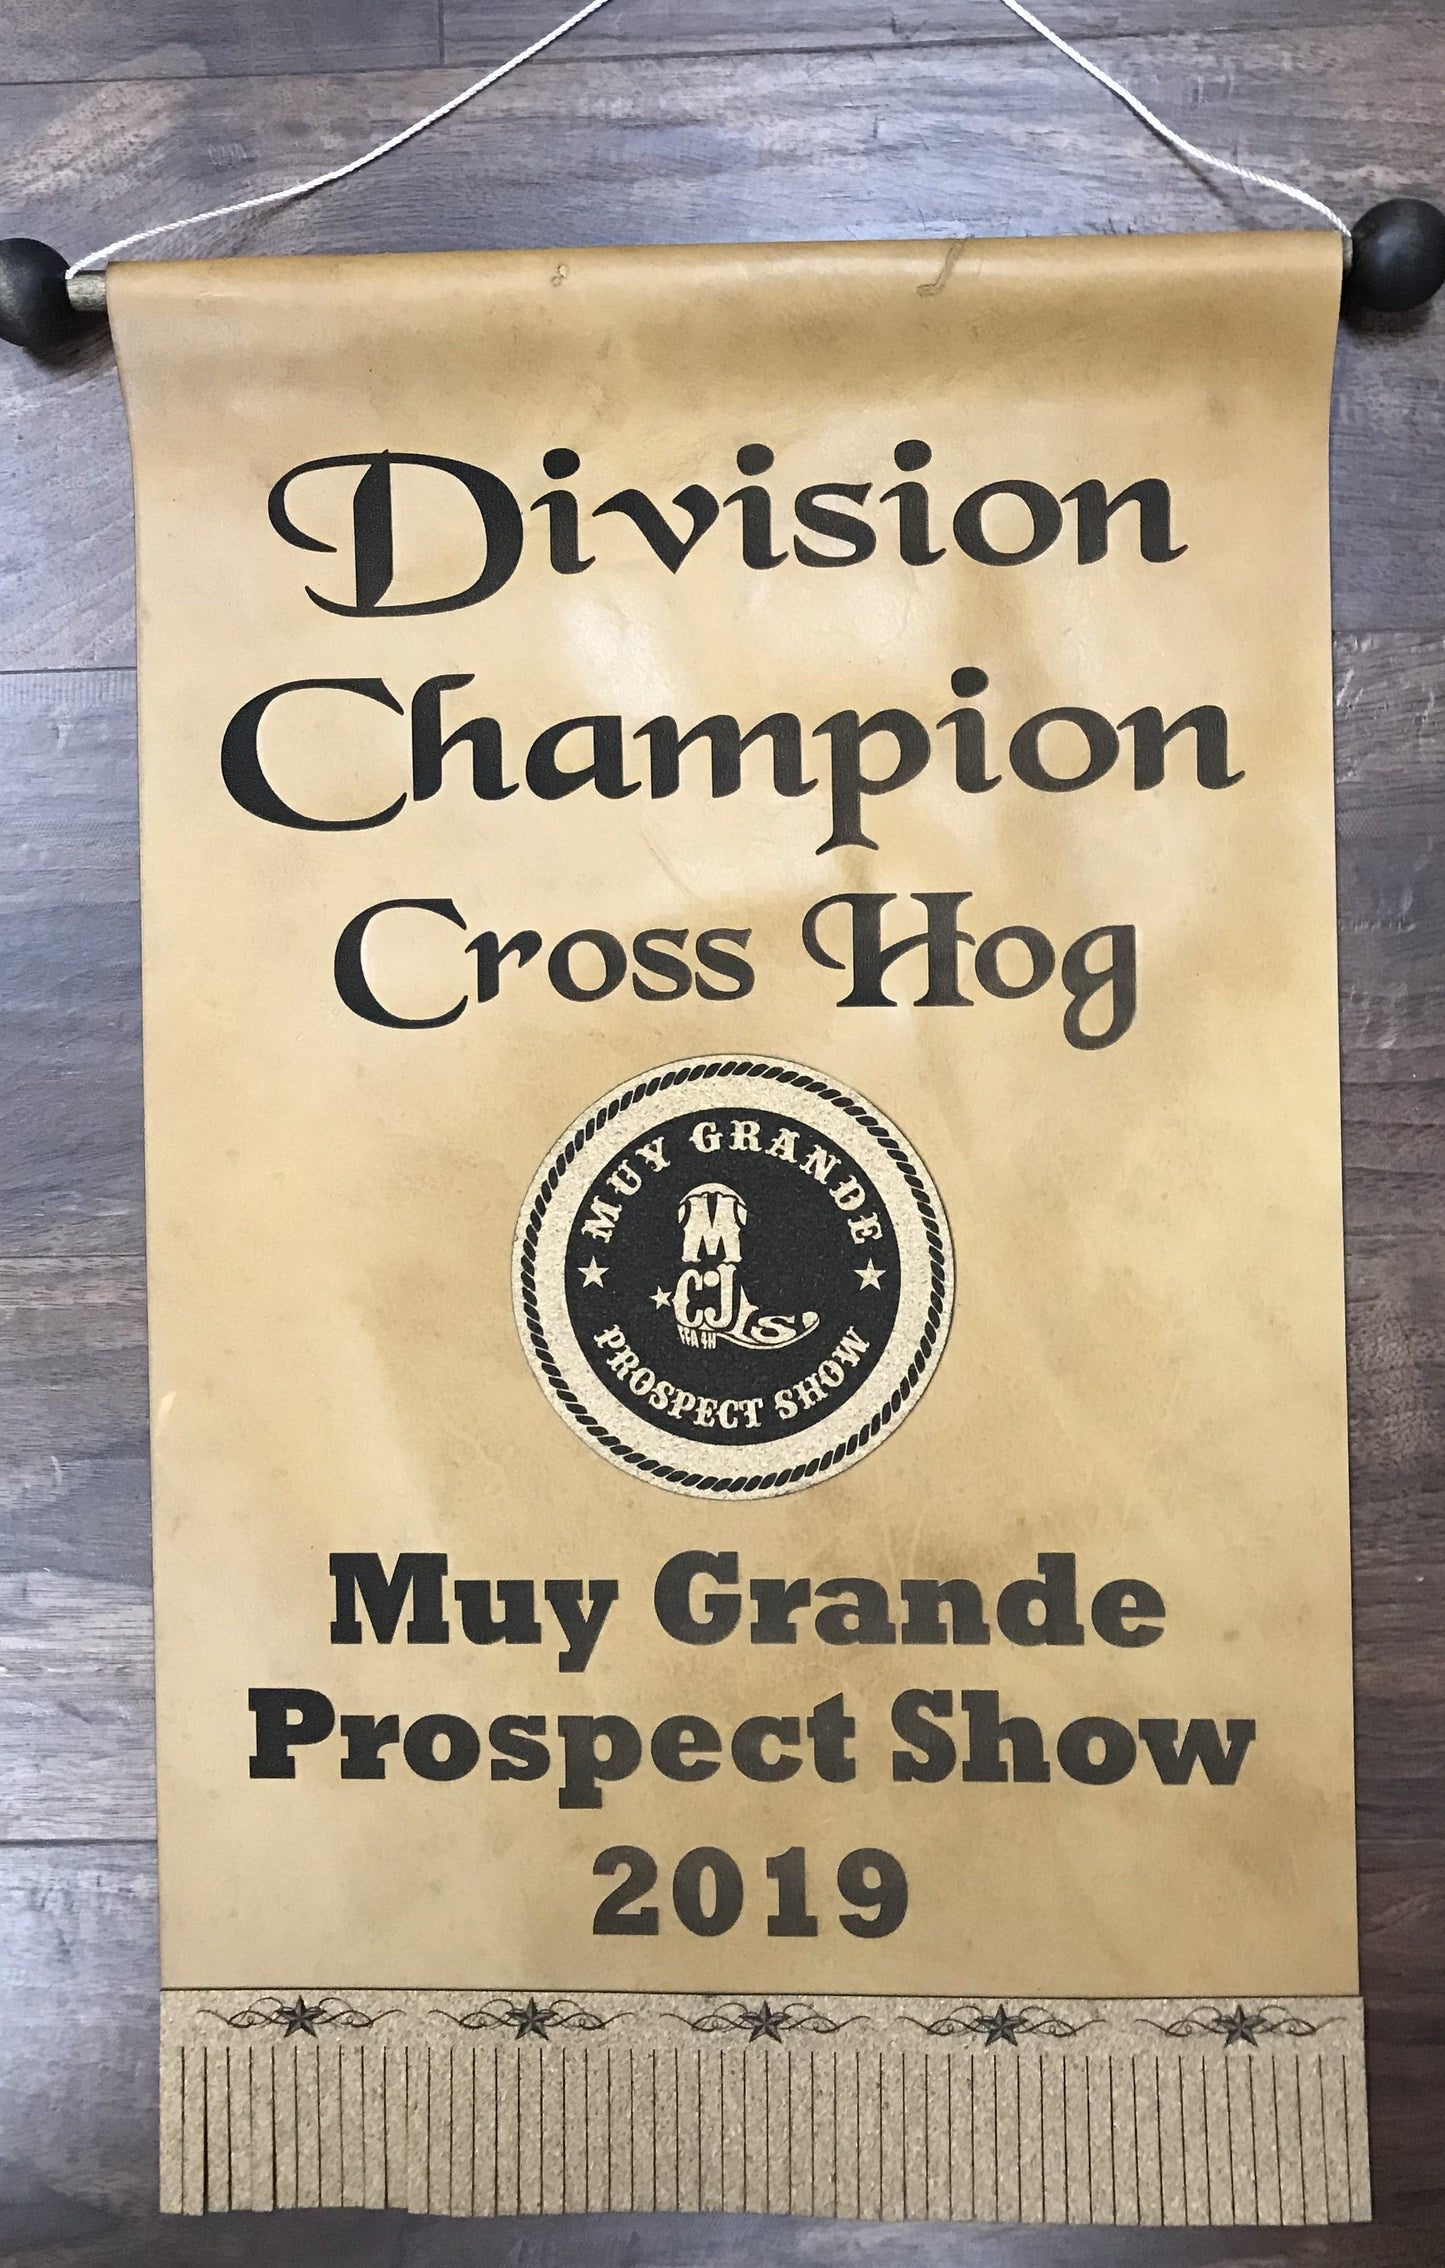 Division
Champion
Cross Hog
MUY GRANDE
M
CJLS
FFA 4H
PROSPECT SHOW
Muy Grande
Prospect Show
2019